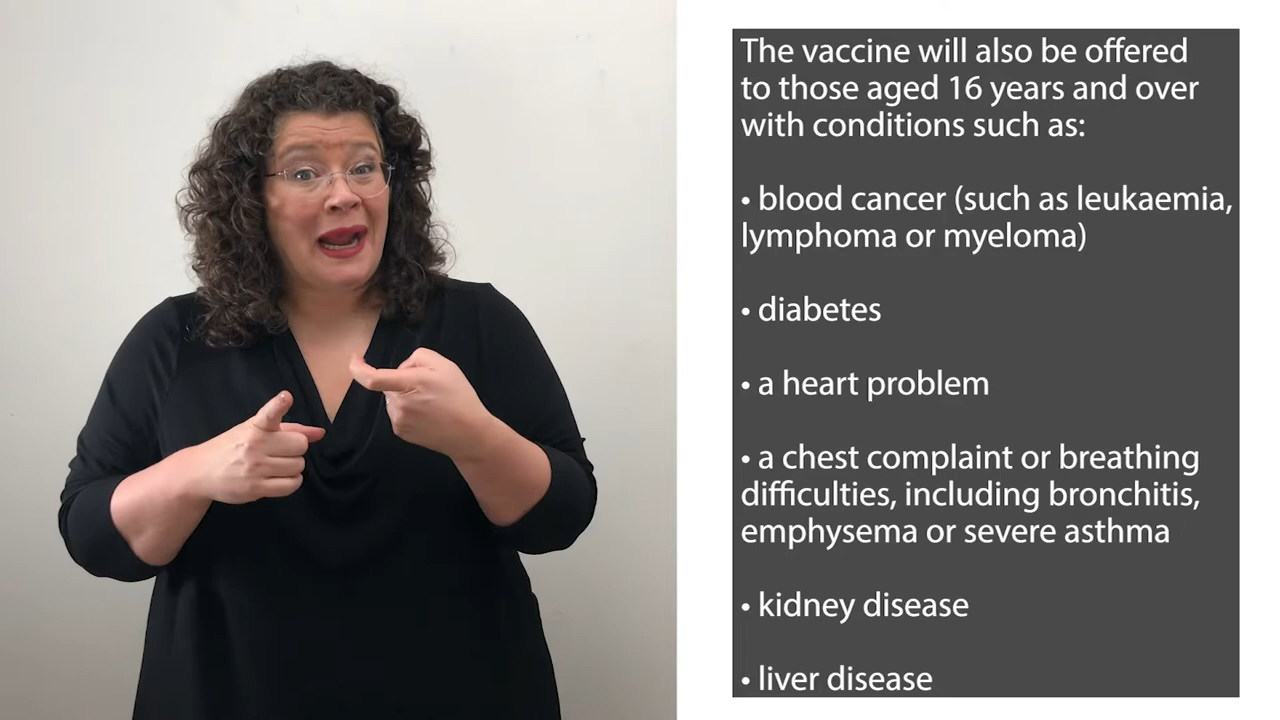 The vaccine will also be offered
to those aged 16 years and over
with conditions such as:
• blood cancer (such as leukaemia,
lymphoma or myeloma)
• diabetes
• a heart problem
• a chest complaint or breathing
difficulties, including bronchitis,
emphysema or severe asthma
• kidney disease
• liver disease